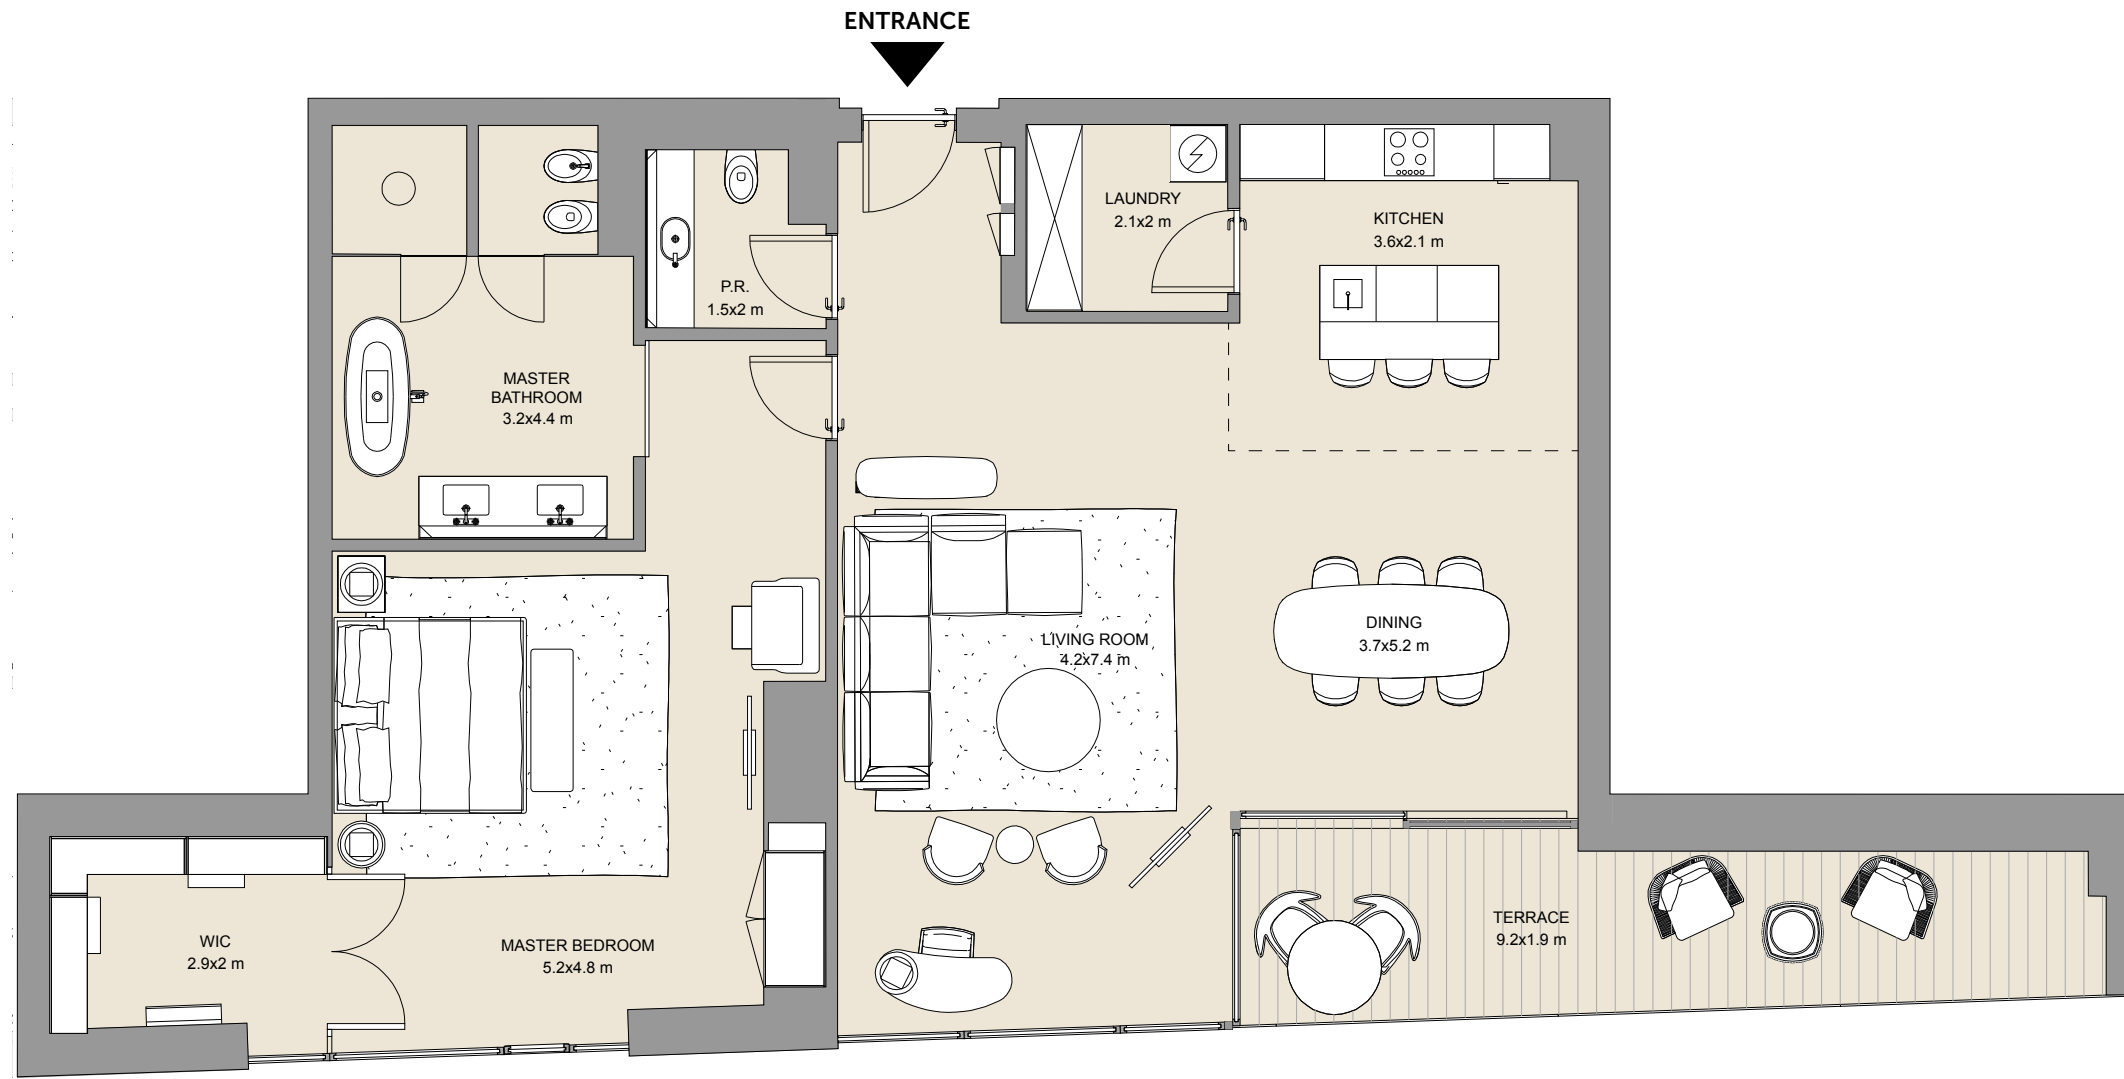 ENTRANCE
LAUNDRY
2.1x2 m
KITCHEN
3.6x2.1 m
P.R.
1.5x2 m
MASTER
BATHROOM
3.2x4.4 m
LIVING ROOM
4.2x7.4 m
DINING
3.7x5.2 m
WIC
2.9x2 m
MASTER BEDROOM
5.2x4.8 m
TERRACE
9.2x1.9 m